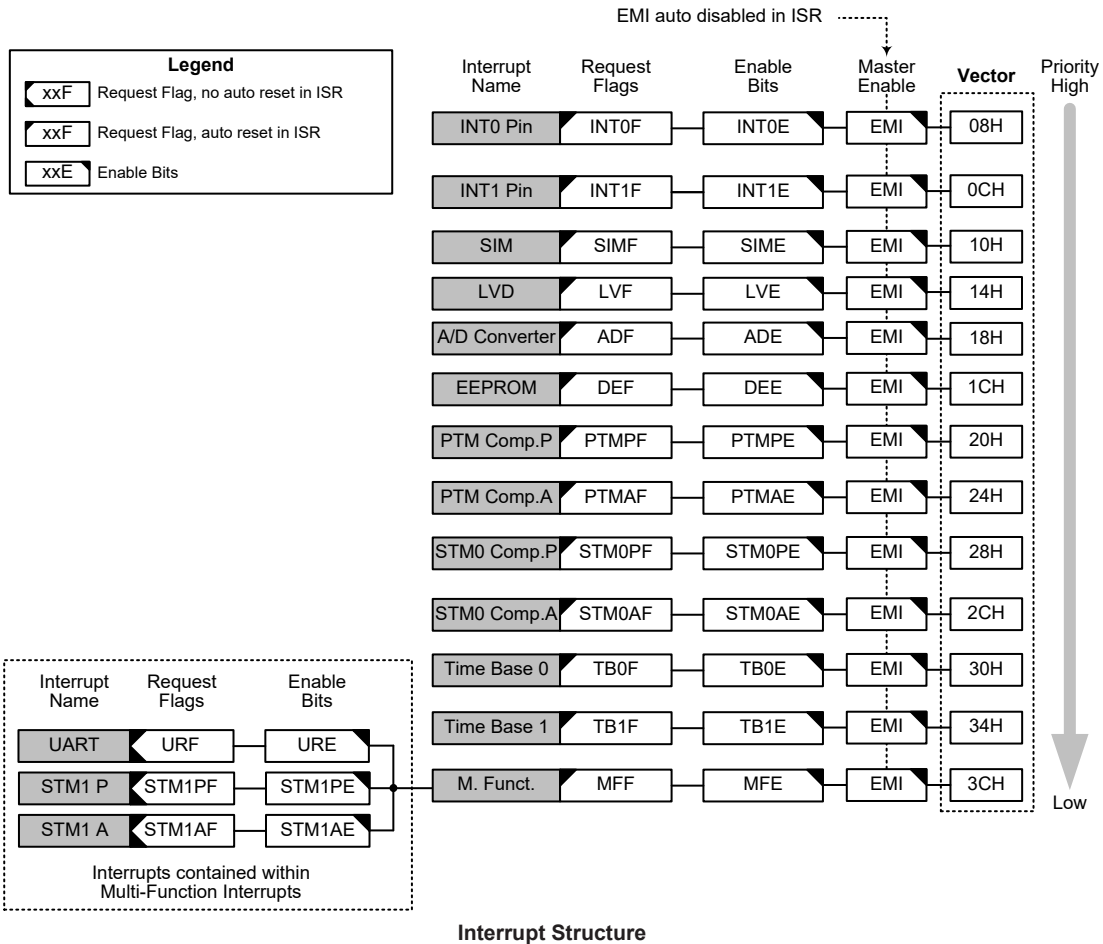 EMI auto disabled in ISR
Legend
xxF Request Flag, no auto reset in ISR
xxF Request Flag, auto reset in ISR
xxE Enable Bits
Interrupt Name Request Flags Enable Bits Master Enable Vector Priority High
INT0 Pin INT0F INT0E EMI 08H
INT1 Pin INT1F INT1E EMI 0CH
SIM SIMF SIME EMI 10H
LVD LVF LVE EMI 14H
A/D Converter ADF ADE EMI 18H
EEPROM DEF DEE EMI 1CH
PTM Comp.P PTMPF PTMPE EMI 20H
PTM Comp.A PTMAF PTMAE EMI 24H
STM0 Comp.P STM0PF STM0PE EMI 28H
STM0 Comp.A STM0AF STM0AE EMI 2CH
Time Base 0 TB0F TB0E EMI 30H
Time Base 1 TB1F TB1E EMI 34H
M. Funct. MFF MFE EMI 3CH
Low
Interrupt Name Request Flags Enable Bits
UART URF URE
STM1 P STM1PF STM1PE
STM1 A STM1AF STM1AE
Interrupts contained within
Multi-Function Interrupts
Interrupt Structure